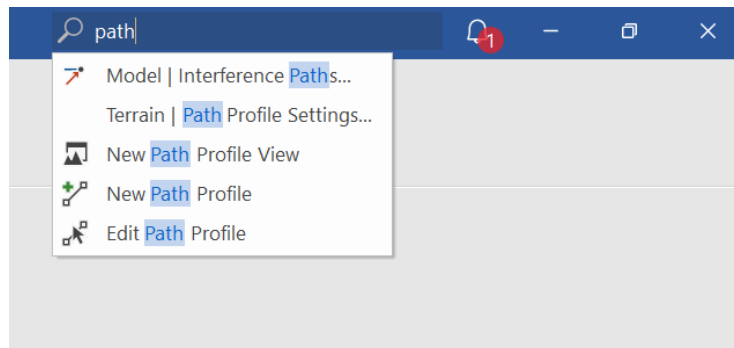 path
1
Model | Interference Paths...
Terrain | Path Profile Settings...
New Path Profile View
New Path Profile
Edit Path Profile